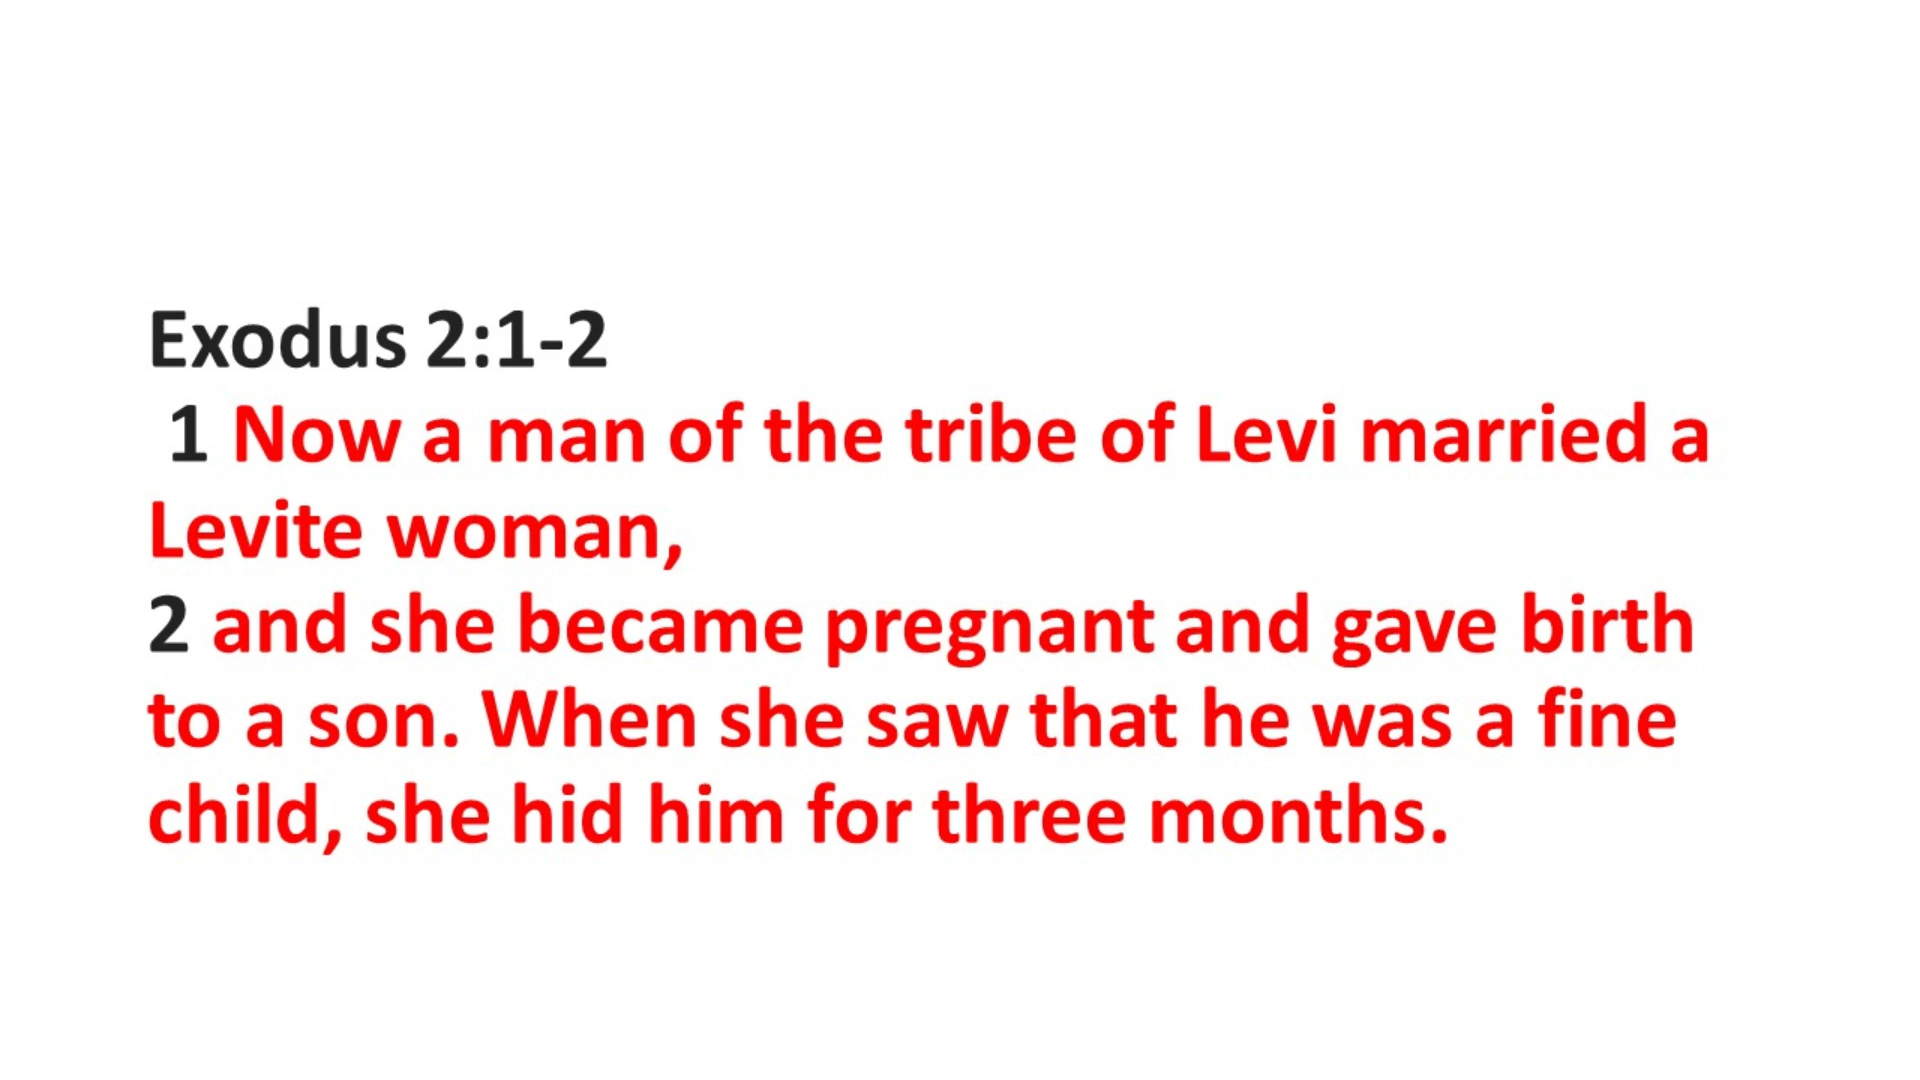 Exodus 2:1-2
1 Now a man of the tribe of Levi married a
Levite woman,
2 and she became pregnant and gave birth
to a son. When she saw that he was a fine
child, she hid him for three months.